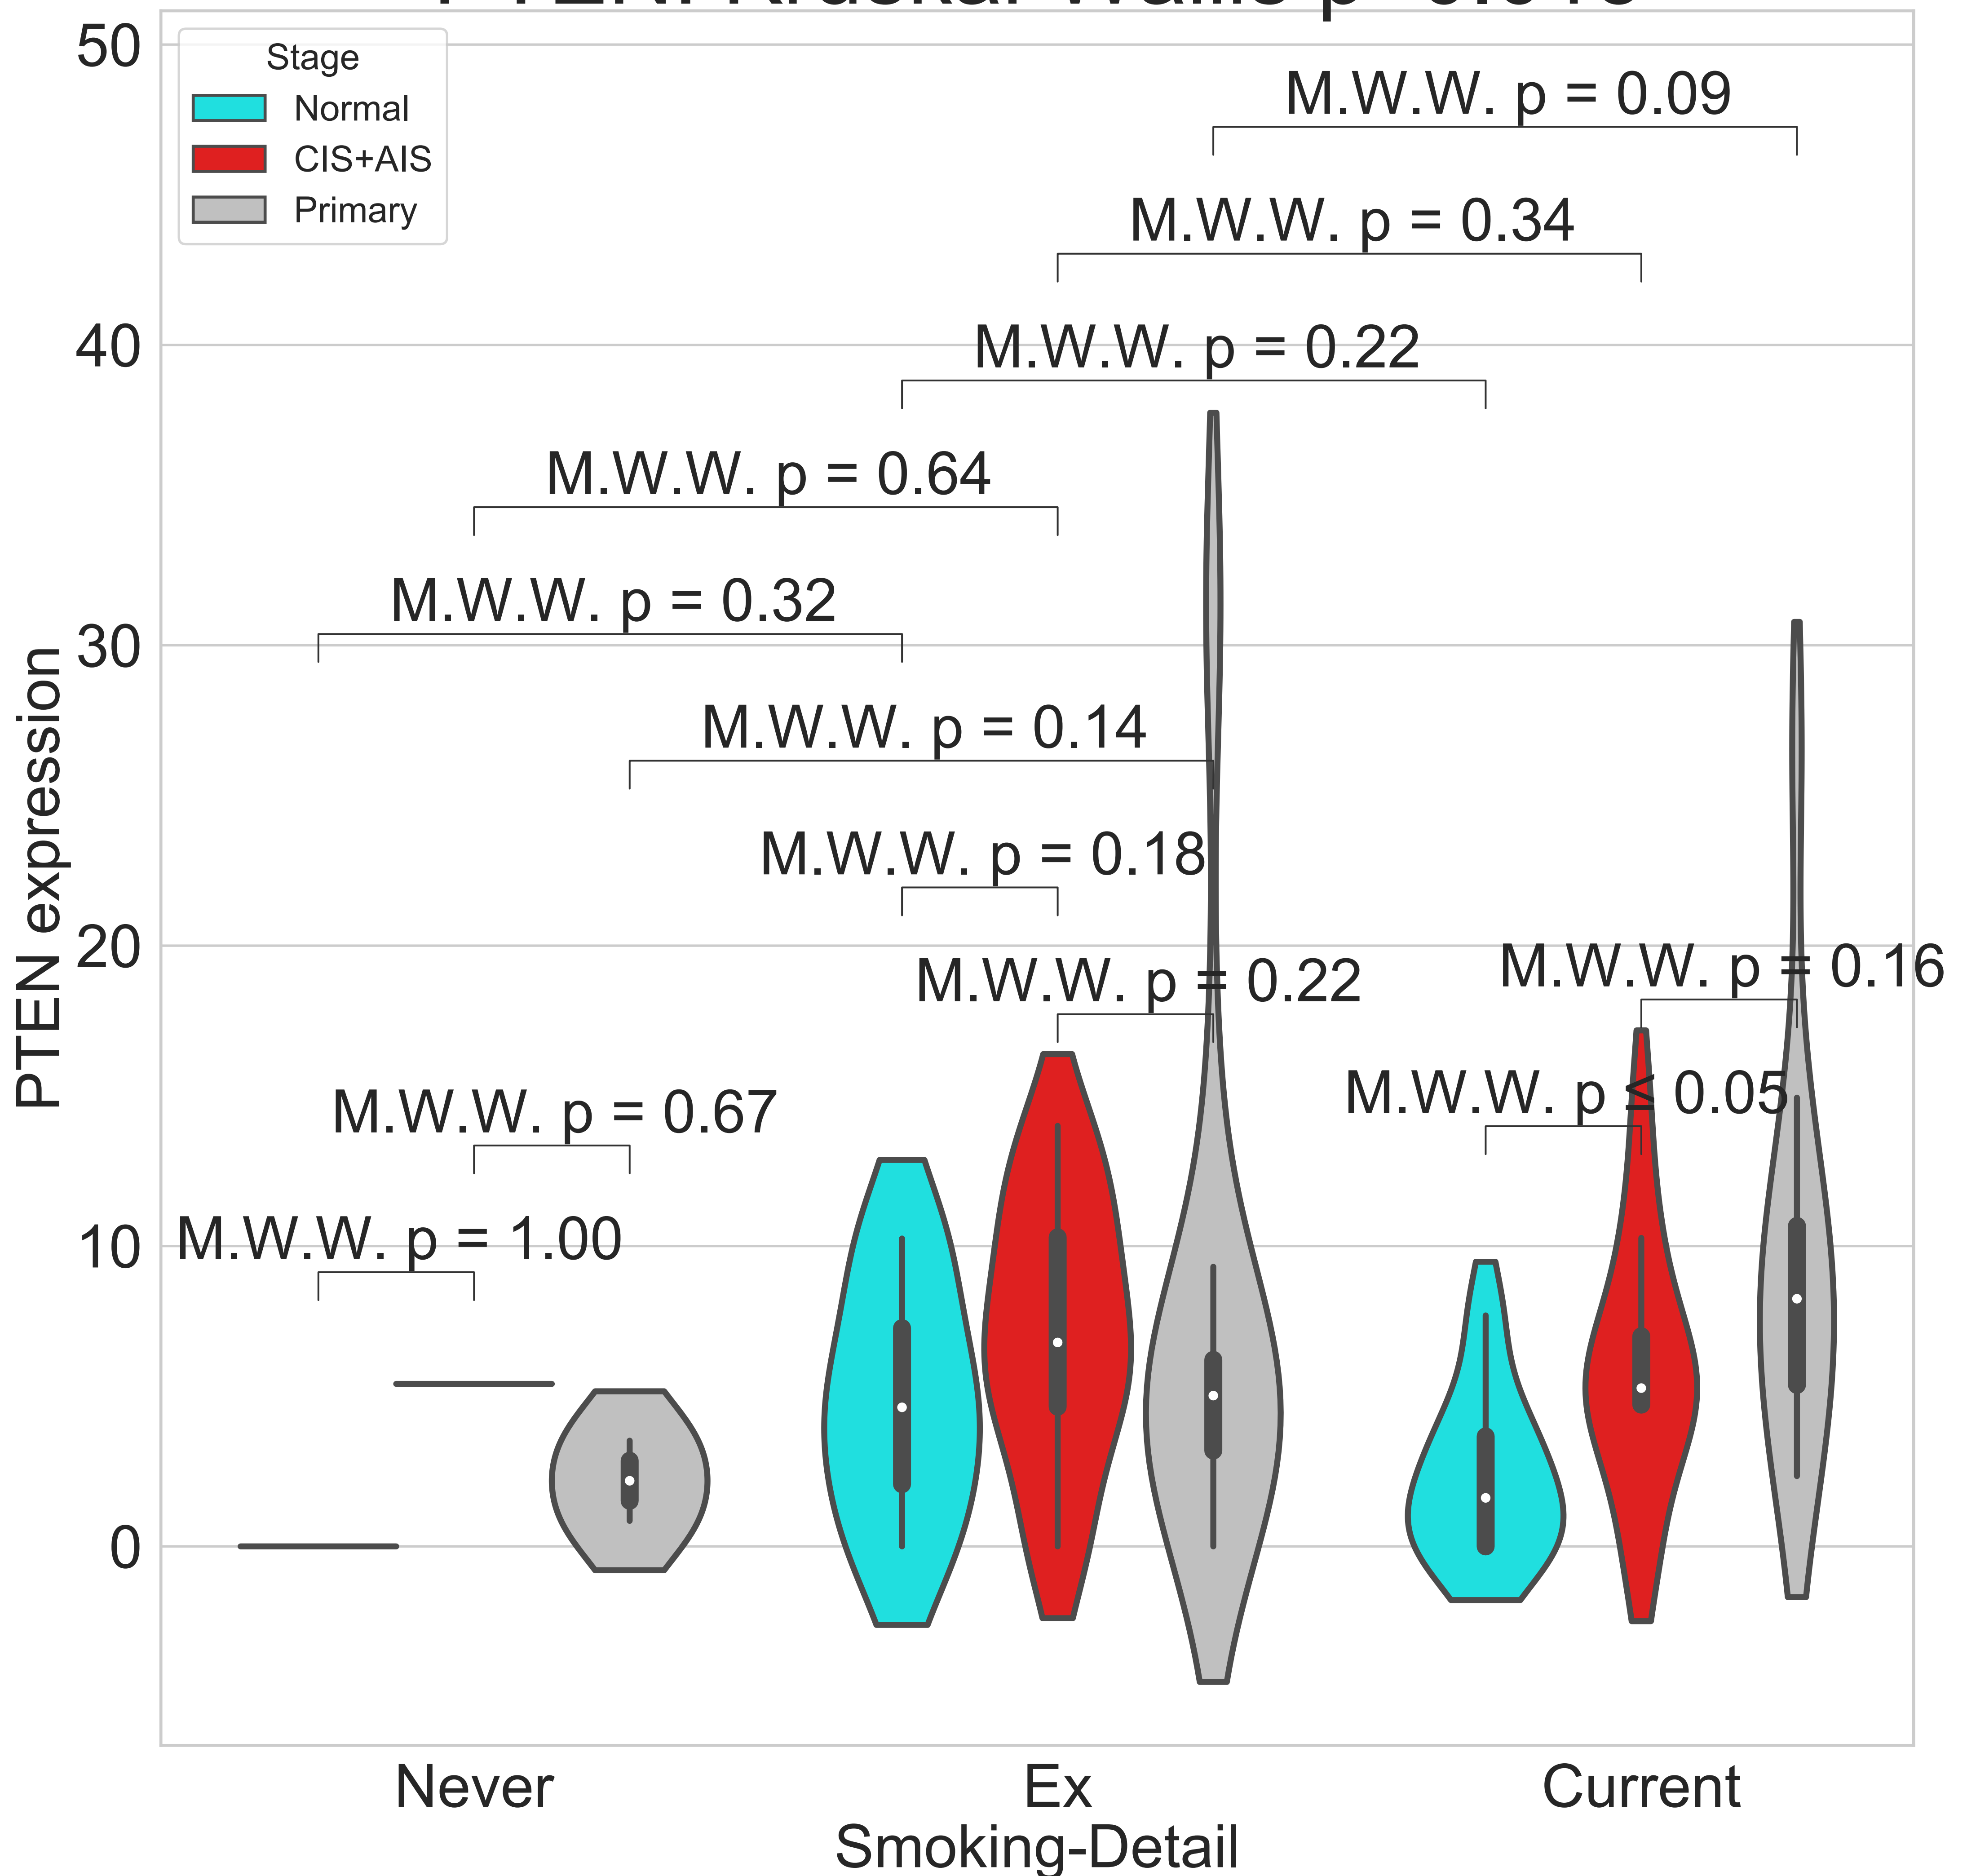 50
Stage
Normal
CIS+AIS
Primary
M.W.W. p = 0.09
M.W.W. p = 0.34
40
M.W.W. p = 0.22
M.W.W. p = 0.64
M.W.W. p = 0.32
30
M.W.W. p = 0.14
M.W.W. p = 0.18
20
M.W.W. p = 0.22
M.W.W. p = 0.16
M.W.W. p ≤ 0.05
M.W.W. p = 0.67
10
M.W.W. p = 1.00
0
PTEN expression
Never
Ex
Current
Smoking-Detail